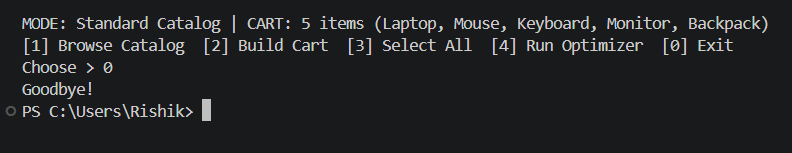 MODE: Standard Catalog | CART: 5 items (Laptop, Mouse, Keyboard, Monitor, Backpack)
[1] Browse Catalog  [2] Build Cart  [3] Select All  [4] Run Optimizer  [0] Exit
Choose > 0
Goodbye!
PS C:\Users\Rishik>